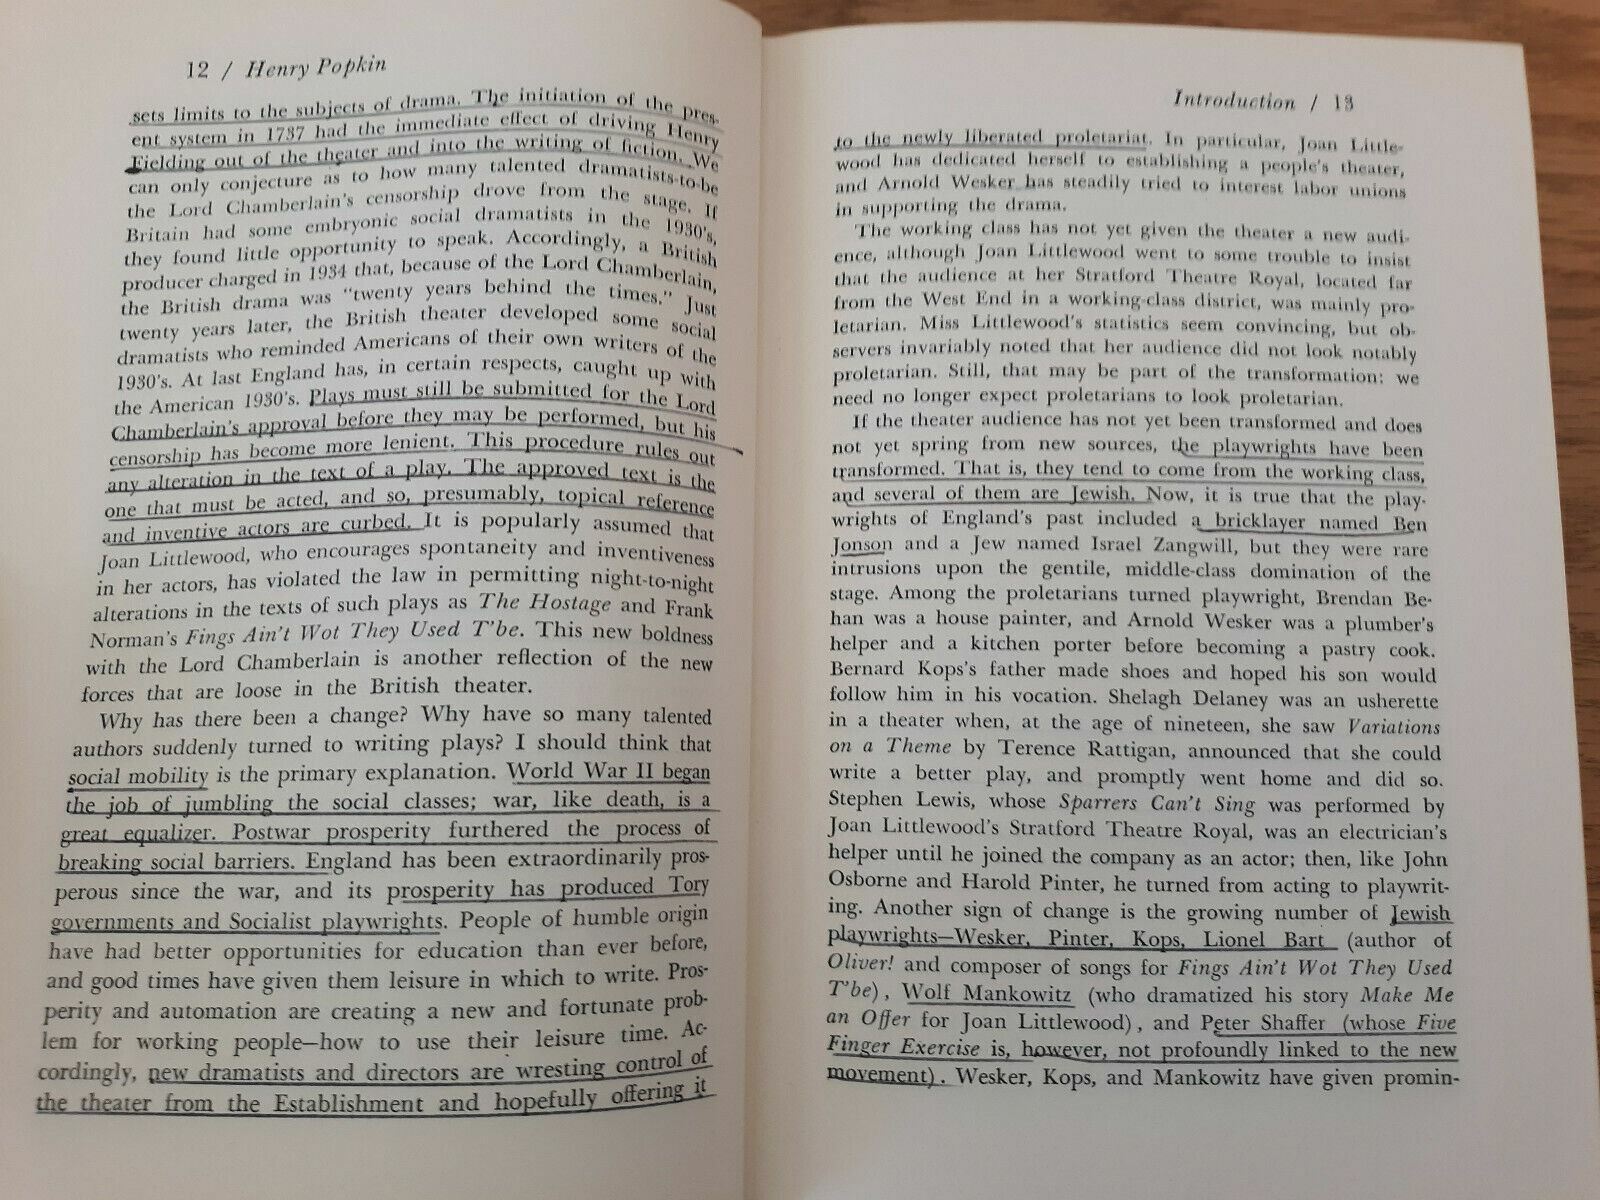 12 / Henry Popkin
sets limits to the subjects of drama. The initiation of the pres-
ent system in 1737 had the immediate effect of driving Henry
Fielding out of the theater and into the writing of fiction. We
can only conjecture as to how many talented dramatists-to-be
the Lord Chamberlain's censorship drove from the stage. If
Britain had some embryonic social dramatists in the 1930's,
they found little opportunity to speak. Accordingly, a British
producer charged in 1934 that, because of the Lord Chamberlain,
the British drama was "twenty years behind the times." Just
twenty years later, the British theater developed some social
dramatists who reminded Americans of their own writers of the
1930's. At last England has, in certain respects, caught up with
the American 1930's. Plays must still be submitted for the Lord
Chamberlain's approval before they may be performed, but his
censorship has become more lenient. This procedure rules out
any alteration in the text of a play. The approved text is the
one that must be acted, and so, presumably, topical reference
and inventive actors are curbed. It is popularly assumed that
Joan Littlewood, who encourages spontaneity and inventiveness
in her actors, has violated the law in permitting night-to-night
alterations in the texts of such plays as The Hostage and Frank
Norman's Fings Ain't Wot They Used T'be. This new boldness
with the Lord Chamberlain is another reflection of the new
forces that are loose in the British theater.
Why has there been a change? Why have so many talented
authors suddenly turned to writing plays? I should think that
social mobility is the primary explanation. World War II began
the job of jumbling the social classes; war, like death, is a
great equalizer. Postwar prosperity furthered the process of
breaking social barriers. England has been extraordinarily pros-
perous since the war, and its prosperity has produced Tory
governments and Socialist playwrights. People of humble origin
have had better opportunities for education than ever before,
and good times have given them leisure in which to write. Pros-
perity and automation are creating a new and fortunate prob-
lem for working people—how to use their leisure time. Ac-
cordingly, new dramatists and directors are wresting control of
the theater from the Establishment and hopefully offering it
Introduction / 13
to the newly liberated proletariat. In particular, Joan Little-
wood has dedicated herself to establishing a people's theater,
and Arnold Wesker has steadily tried to interest labor unions
in supporting the drama.
The working class has not yet given the theater a new audi-
ence, although Joan Littlewood went to some trouble to insist
that the audience at her Stratford Theatre Royal, located far
from the West End in a working-class district, was mainly pro-
letarian. Miss Littlewood's statistics seem convincing, but ob-
servers invariably noted that her audience did not look notably
proletarian. Still, that may be part of the transformation: we
need no longer expect proletarians to look proletarian.
If the theater audience has not yet been transformed and does
not yet spring from new sources, the playwrights have been
transformed. That is, they tend to come from the working class,
and several of them are Jewish. Now, it is true that the play-
wrights of England's past included a bricklayer named Ben
Jonson and a Jew named Israel Zangwill, but they were rare
intrusions upon the gentile, middle-class domination of the
stage. Among the proletarians turned playwright, Brendan Be-
han was a house painter, and Arnold Wesker was a plumber's
helper and a kitchen porter before becoming a pastry cook.
Bernard Kops's father made shoes and hoped his son would
follow him in his vocation. Shelagh Delaney was an usherette
in a theater when, at the age of nineteen, she saw Variations
on a Theme by Terence Rattigan, announced that she could
write a better play, and promptly went home and did so.
Stephen Lewis, whose Sparrers Can't Sing was performed by
Joan Littlewood's Stratford Theatre Royal, was an electrician's
helper until he joined the company as an actor; then, like John
Osborne and Harold Pinter, he turned from acting to playwrit-
ing. Another sign of change is the growing number of Jewish
playwrights—Wesker, Pinter, Kops, Lionel Bart (author of
Oliver! and composer of songs for Fings Ain't Wot They Used
T'be), Wolf Mankowitz (who dramatized his story Make Me
an Offer for Joan Littlewood), and Peter Shaffer (whose Five
Finger Exercise is, however, not profoundly linked to the new
movement). Wesker, Kops, and Mankowitz have given promin-